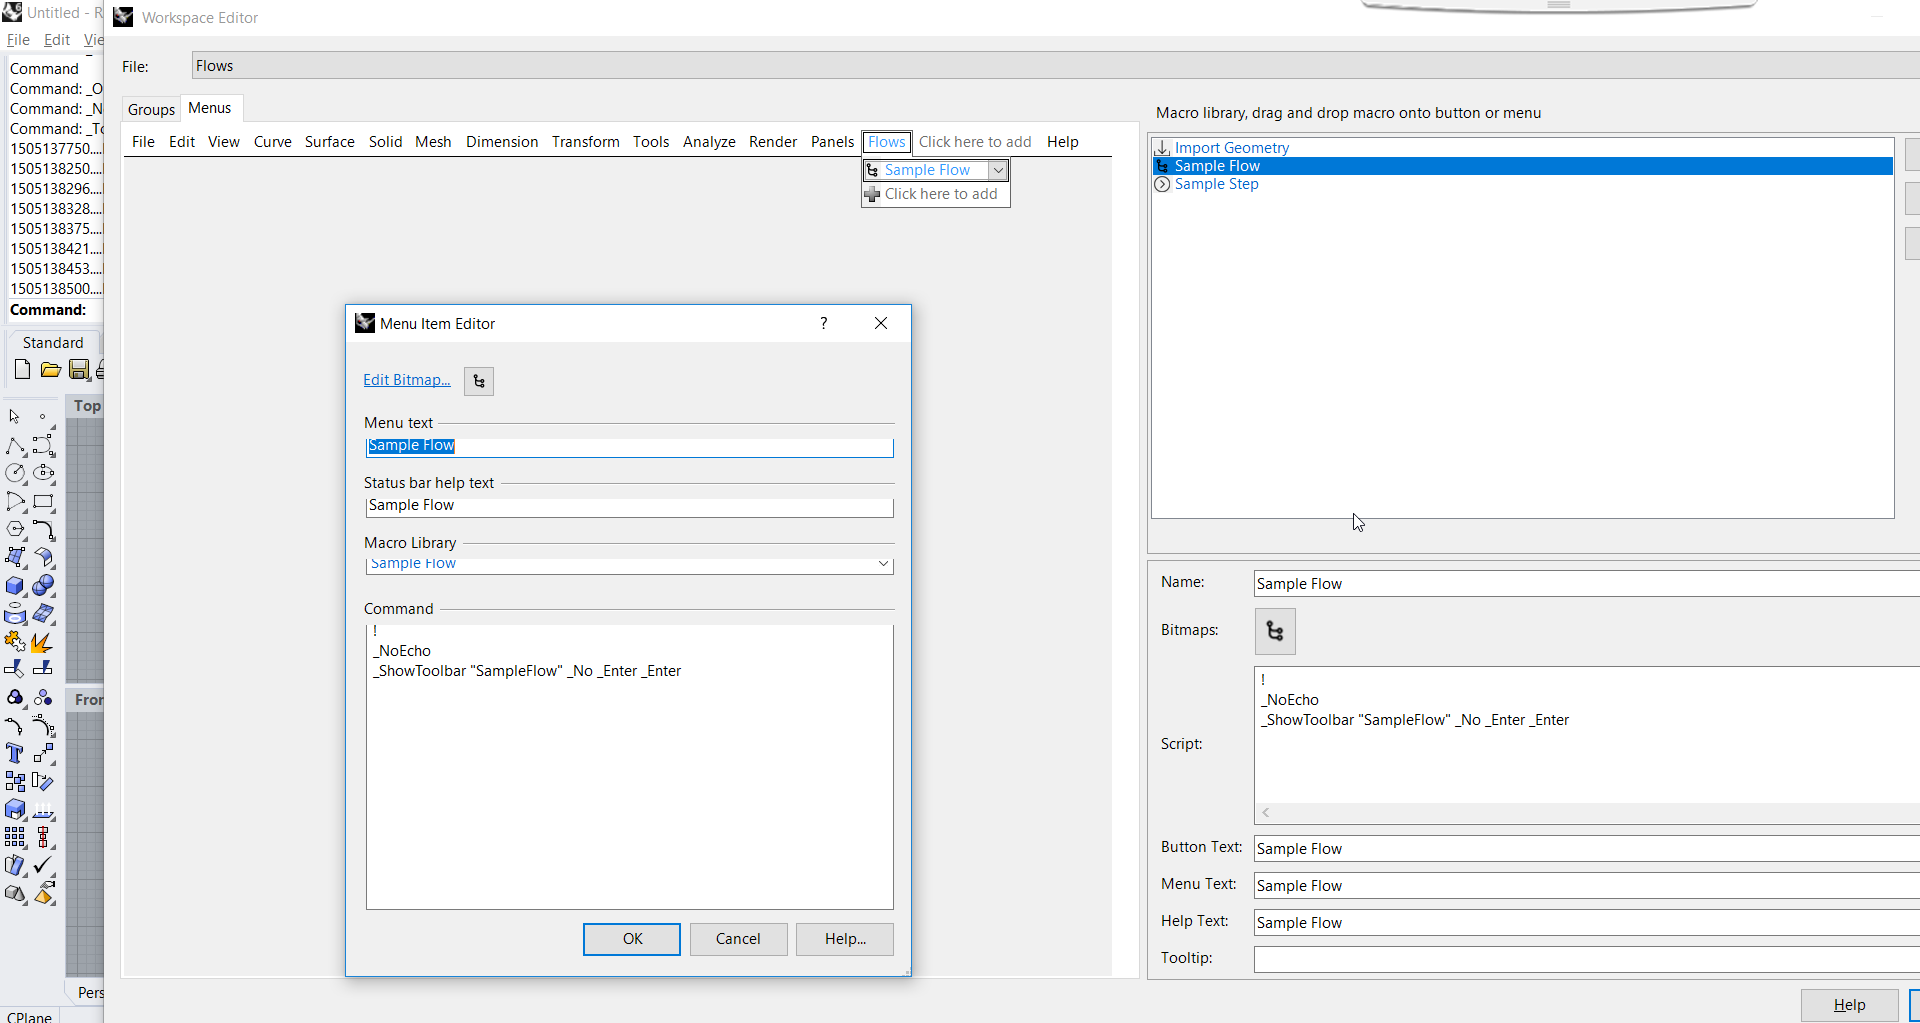 Untitled - R
File Edit Vie
Command
Command: _O
Command: _N
Command: _To
1505137750....
1505138250....
1505138296....
1505138328....
1505138375....
1505138421....
1505138453....
1505138500....
Command:
Standard
Top
Fron
Pers
CPlane
Workspace Editor
File: Flows
Groups Menus
File Edit View Curve Surface Solid Mesh Dimension Transform Tools Analyze Render Panels Flows Click here to add Help
Sample Flow
Click here to add
Menu Item Editor ?
Edit Bitmap...
Menu text
Sample Flow
Status bar help text
Sample Flow
Macro Library
Sample Flow
Command
!
_NoEcho
_ShowToolbar "SampleFlow" _No _Enter _Enter
OK Cancel Help...
Macro library, drag and drop macro onto button or menu
Import Geometry
Sample Flow
Sample Step
Name: Sample Flow
Bitmaps:
Script:
!
_NoEcho
_ShowToolbar "SampleFlow" _No _Enter _Enter
Button Text: Sample Flow
Menu Text: Sample Flow
Help Text: Sample Flow
Tooltip:
Help